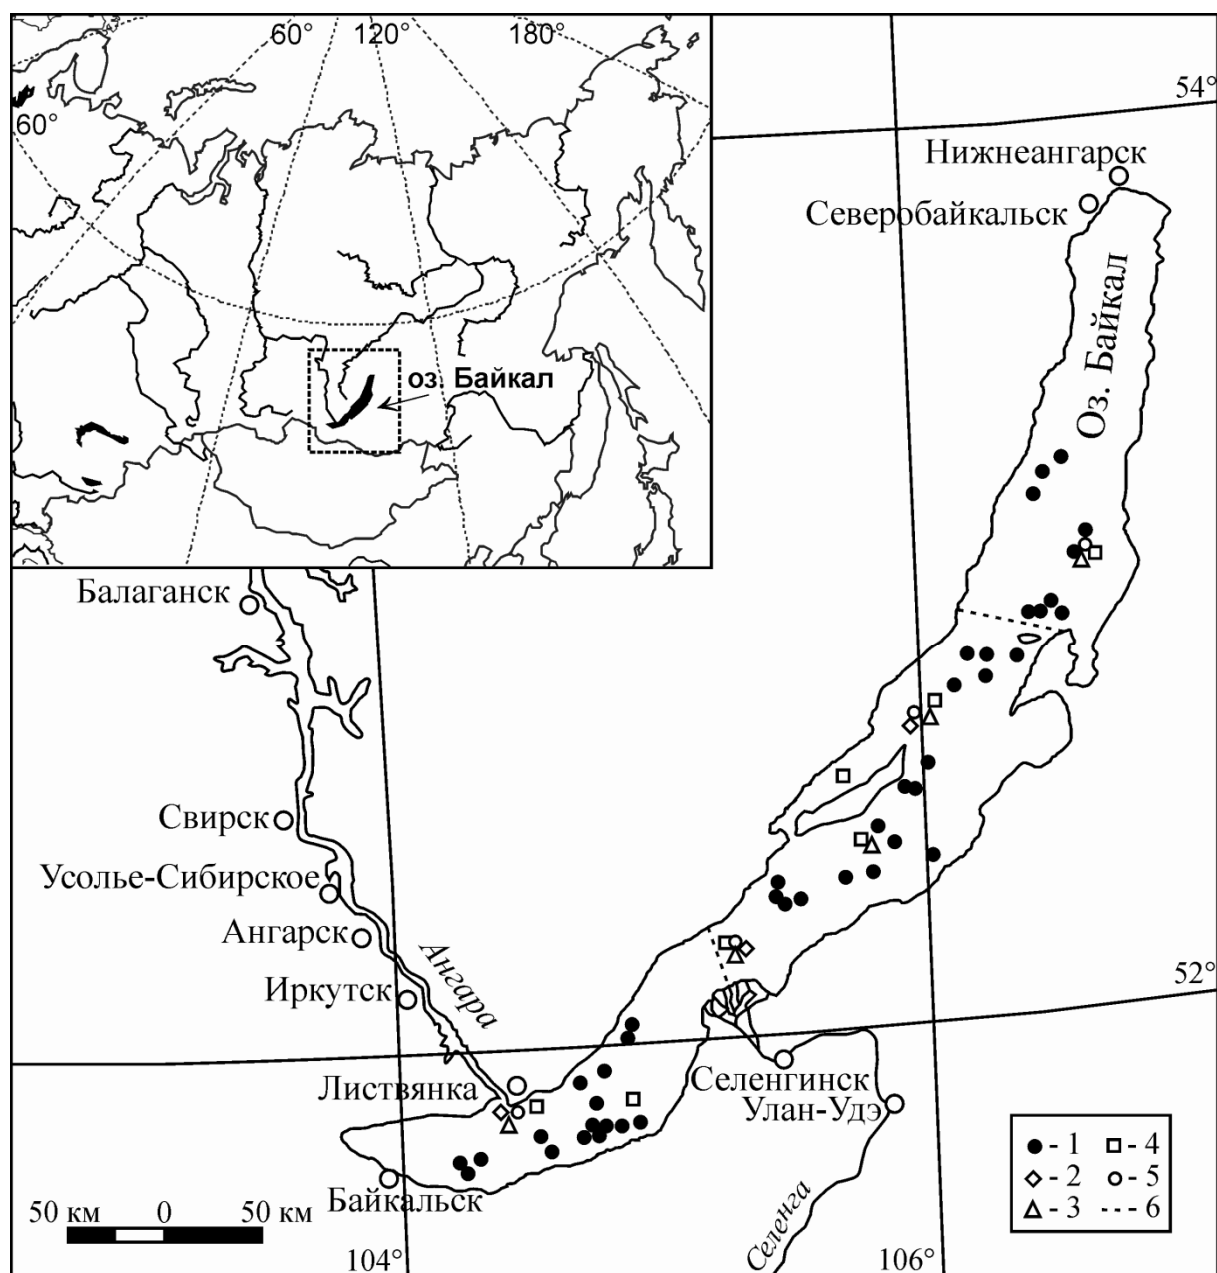 60°
120°
180°
60°
оз. Байкал
54°
Нижнеангарск
Северобайкальск
Оз. Байкал
Балаганск
Свирск
Усолье-Сибирское
Ангарск
Ангара
Иркутск
52°
Листвянка
Селенгинск
Улан-Удэ
Байкальск
Селенга
50 км 0 50 км
104°
106°
- 1
- 2
- 3
- 4
- 5
- 6